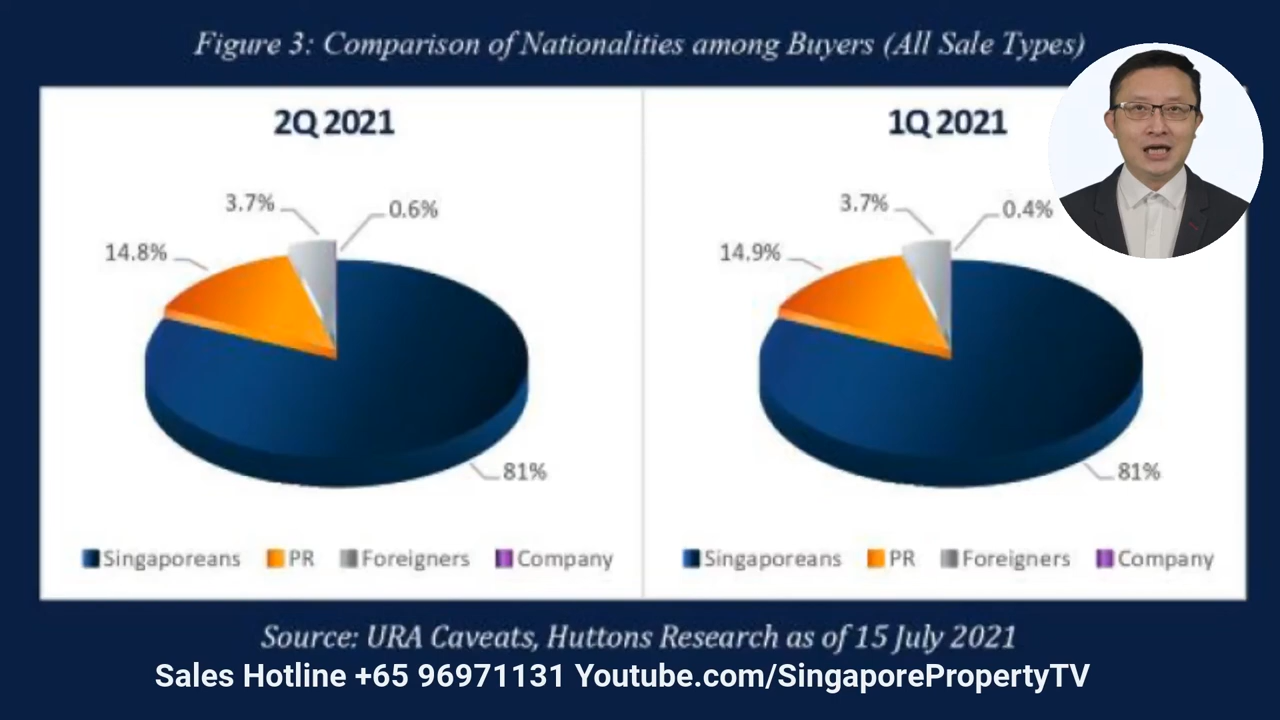 Figure 3: Comparison of Nationalities among Buyers (All Sale Types)
2Q 2021
3.7%
0.6%
14.8%
81%
Singaporeans PR Foreigners Company
1Q 2021
3.7%
0.4%
14.9%
81%
Singaporeans PR Foreigners Company
Source: URA Caveats, Huttons Research as of 15 July 2021
Sales Hotline +65 96971131 Youtube.com/SingaporePropertyTV